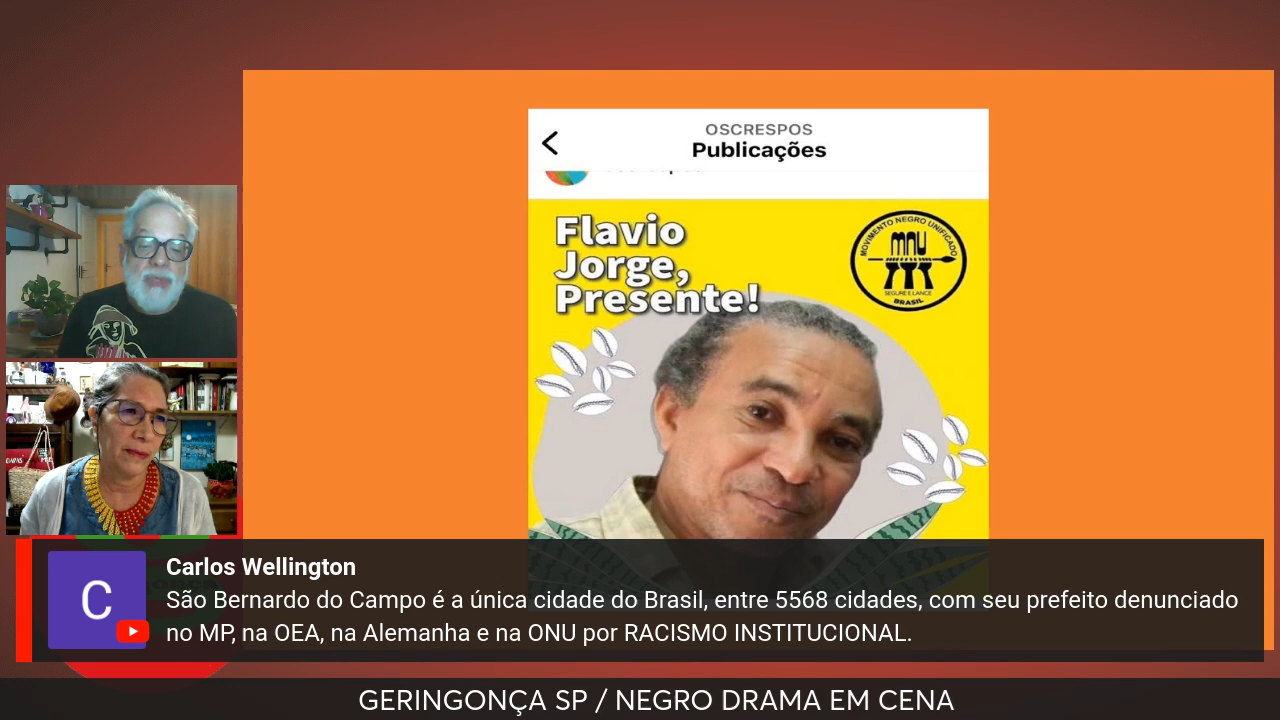 OSCRESPOS
Publicações
Flavio
Jorge,
Presente!
MOVIMENTO NEGRO UNIFICADO
MNU
SEGURE E LANCE
BRASIL
Carlos Wellington
C
São Bernardo do Campo é a única cidade do Brasil, entre 5568 cidades, com seu prefeito denunciado
no MP, na OEA, na Alemanha e na ONU por RACISMO INSTITUCIONAL.
GERINGONÇA SP / NEGRO DRAMA EM CENA